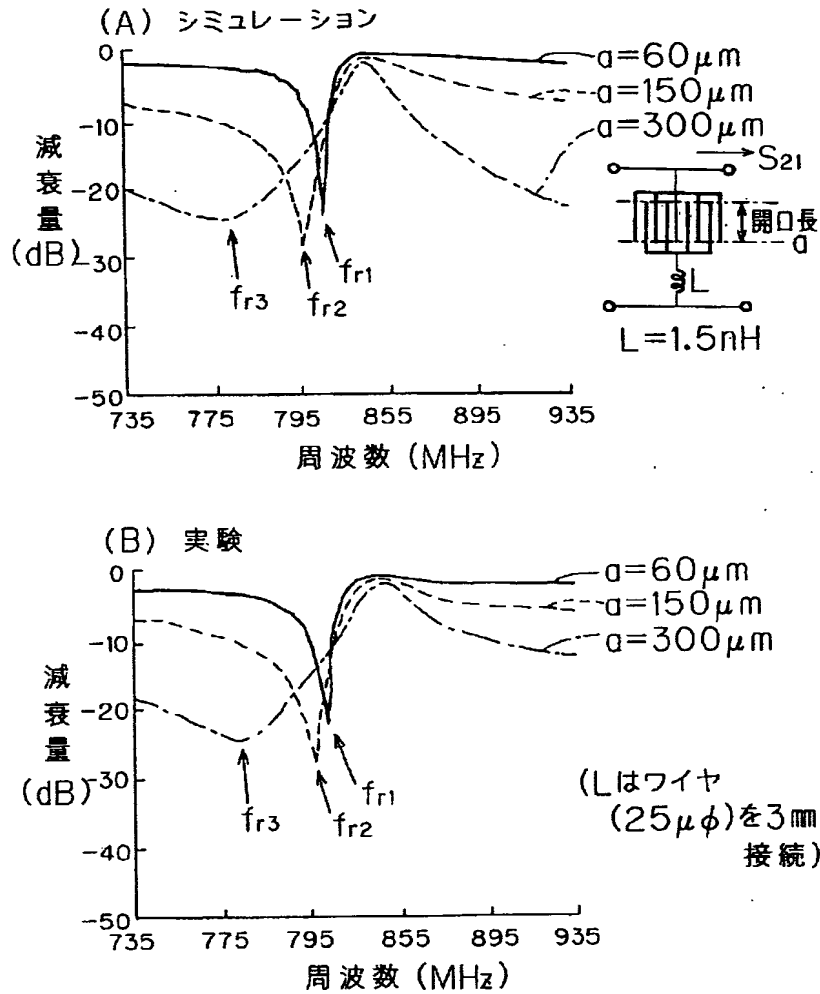 (A) シミュレーション
0
-10
-20
-30
-40
-50
減衰量
(dB)
735 775 795 855 895 935
周波数 (MHz)
fr3
fr2
fr1
a=60μm
a=150μm
a=300μm
S21
開口長
a
L
L=1.5nH
(B) 実験
0
-10
-20
-30
-40
-50
減衰量
(dB)
735 775 795 855 895 935
周波数 (MHz)
fr3
fr2
fr1
a=60μm
a=150μm
a=300μm
(Lはワイヤ
(25μφ)を3㎜
接続)